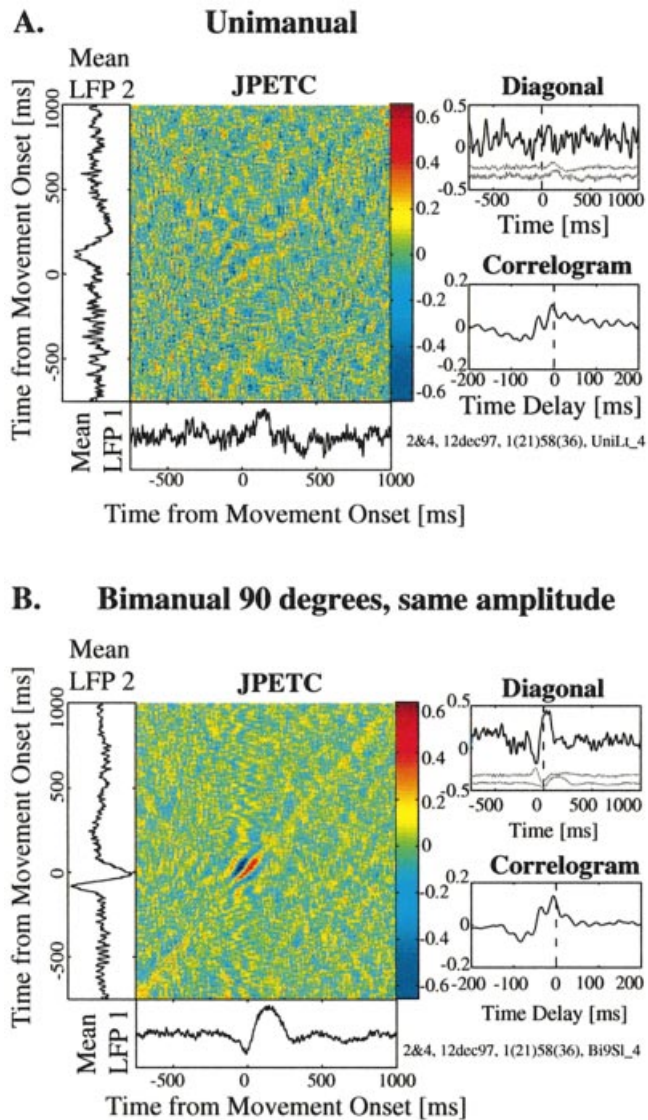 A. Unimanual
Mean
LFP 2
JPETC
Diagonal
Time from Movement Onset [ms]
1000
500
0
-500
0.6
0.4
0.2
0
-0.2
-0.4
-0.6
0.5
0
-0.5
-500 0 500 1000
Time [ms]
Correlogram
0.2
0
0.2
-200 -100 0 100 200
Time Delay [ms]
Mean
LFP 1
-500 0 500 1000
Time from Movement Onset [ms]
2&4, 12dec97, 1(21)58(36), UniLt_4
B. Bimanual 90 degrees, same amplitude
Mean
LFP 2
JPETC
Diagonal
Time from Movement Onset [ms]
1000
500
0
-500
0.6
0.4
0.2
0
-0.2
-0.4
-0.6
0.5
0
-0.5
-500 0 500 1000
Time [ms]
Correlogram
0.2
0
0.2
-200 -100 0 100 200
Time Delay [ms]
Mean
LFP 1
-500 0 500 1000
Time from Movement Onset [ms]
2&4, 12dec97, 1(21)58(36), Bi9Sl_4